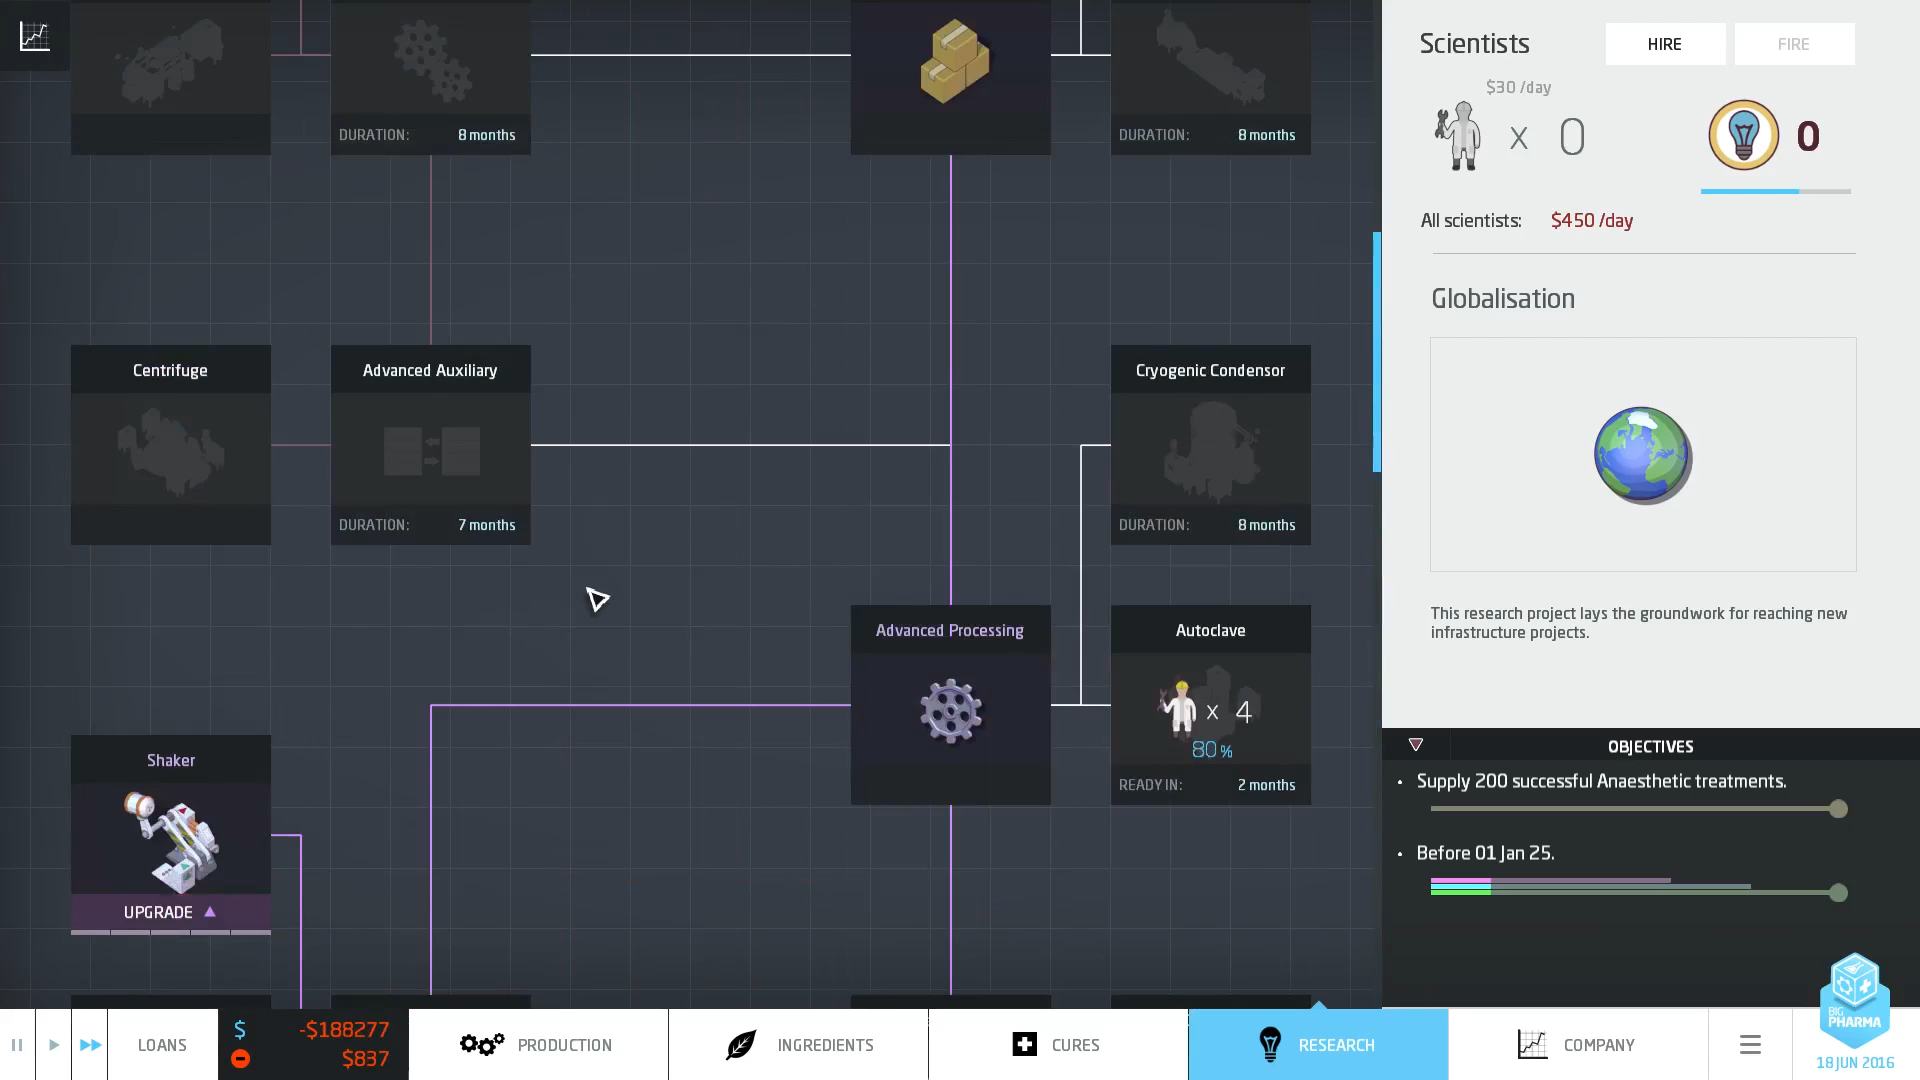 Scientists
HIRE
FIRE
$30 /day
x 0
0
All scientists: $450 /day
DURATION: 8 months
DURATION: 8 months
Globalisation
Centrifuge
Advanced Auxiliary
Cryogenic Condensor
DURATION: 7 months
DURATION: 8 months
This research project lays the groundwork for reaching new
infrastructure projects.
Advanced Processing
Autoclave
x 4
80 %
READY IN: 2 months
Shaker
UPGRADE
OBJECTIVES
• Supply 200 successful Anaesthetic treatments.
• Before 01 Jan 25.
LOANS
$ -$188277
$837
PRODUCTION
INGREDIENTS
CURES
RESEARCH
COMPANY
BIG
PHARMA
18 JUN 2016